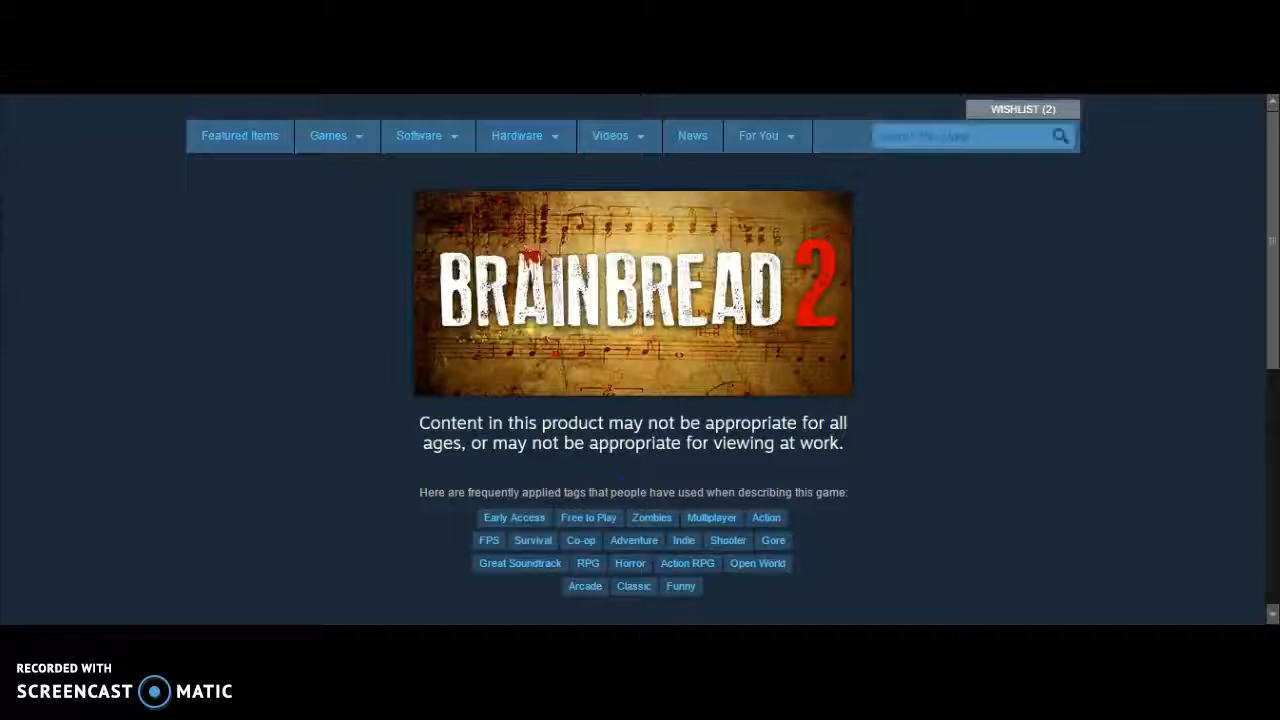 WISHLIST (2)
Featured Items Games Software Hardware Videos News For You
BRAINBREAD 2
Content in this product may not be appropriate for all
ages, or may not be appropriate for viewing at work.
Here are frequently applied tags that people have used when describing this game:
Early Access Free to Play Zombies Multiplayer Action
FPS Survival Co-op Adventure Indie Shooter Gore
Great Soundtrack RPG Horror Action RPG Open World
Arcade Classic Funny
RECORDED WITH
SCREENCAST MATIC